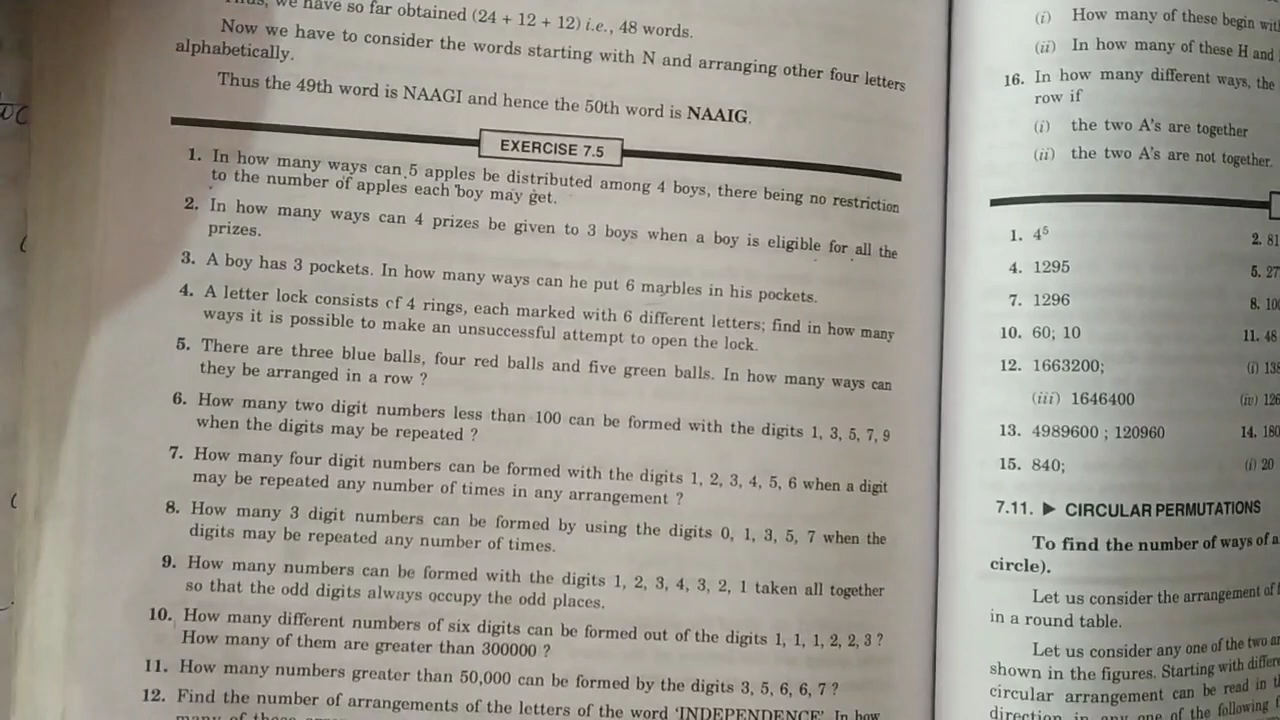 we have so far obtained (24 + 12 + 12) i.e., 48 words.
Now we have to consider the words starting with N and arranging other four letters
alphabetically.
Thus the 49th word is NAAGI and hence the 50th word is NAAIG.
EXERCISE 7.5
1. In how many ways can 5 apples be distributed among 4 boys, there being no restriction
to the number of apples each boy may get.
2. In how many ways can 4 prizes be given to 3 boys when a boy is eligible for all the
prizes.
3. A boy has 3 pockets. In how many ways can he put 6 marbles in his pockets.
4. A letter lock consists of 4 rings, each marked with 6 different letters; find in how many
ways it is possible to make an unsuccessful attempt to open the lock.
5. There are three blue balls, four red balls and five green balls. In how many ways can
they be arranged in a row ?
6. How many two digit numbers less than 100 can be formed with the digits 1, 3, 5, 7, 9
when the digits may be repeated ?
7. How many four digit numbers can be formed with the digits 1, 2, 3, 4, 5, 6 when a digit
may be repeated any number of times in any arrangement ?
8. How many 3 digit numbers can be formed by using the digits 0, 1, 3, 5, 7 when the
digits may be repeated any number of times.
9. How many numbers can be formed with the digits 1, 2, 3, 4, 3, 2, 1 taken all together
so that the odd digits always occupy the odd places.
10. How many different numbers of six digits can be formed out of the digits 1, 1, 1, 2, 2, 3 ?
How many of them are greater than 300000 ?
11. How many numbers greater than 50,000 can be formed by the digits 3, 5, 6, 6, 7 ?
12. Find the number of arrangements of the letters of the word 'INDEPENDENCE'. In how
many of these
(i) How many of these begin
(ii) In how many of these H and
16. In how many different ways, the
row if
(i) the two A's are together
(ii) the two A's are not together.
1. 4⁵ 2. 81
4. 1295 5. 27
7. 1296 8.
10. 60; 10 11. 48
12. 1663200; (i)
(iii) 1646400 (iv)
13. 4989600 ; 120960 14.
15. 840; (i) 20
7.11. ▶ CIRCULAR PERMUTATIONS
To find the number of ways of
circle).
Let us consider the arrangement of
in a round table.
Let us consider any one of the two
shown in the figures. Starting with
circular arrangement can be read in
direction in any one of the following